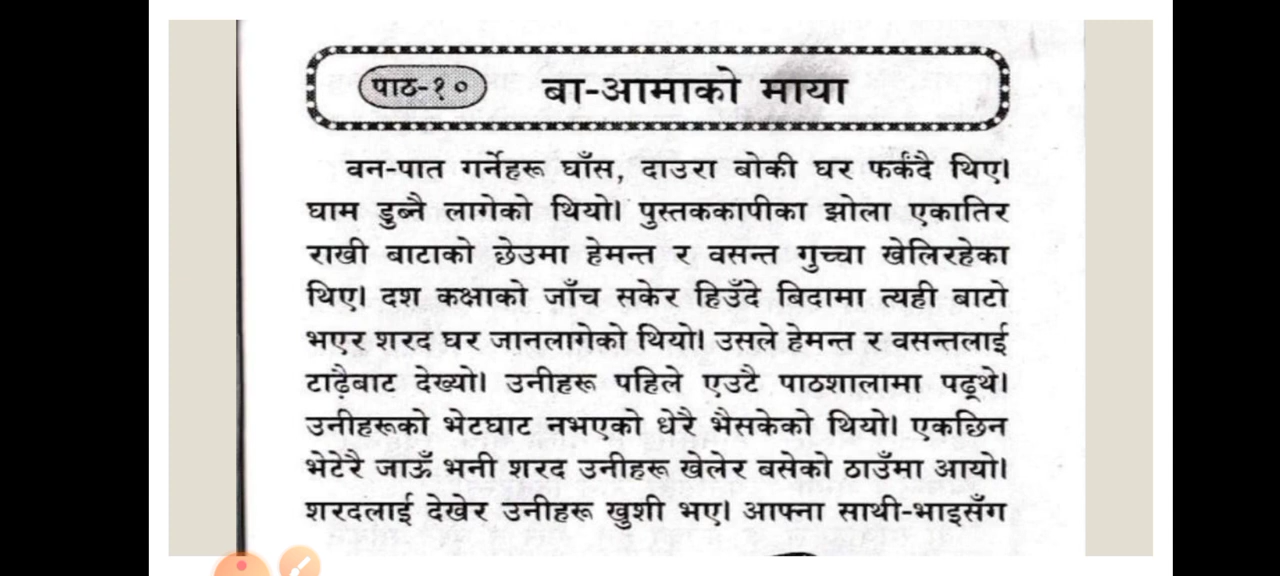 पाठ-१० बा-आमाको माया
वन-पात गर्नेहरू घाँस, दाउरा बोकी घर फर्कंदै थिए।
घाम डुब्नै लागेको थियो। पुस्तककापीका झोला एकातिर
राखी बाटाको छेउमा हेमन्त र वसन्त गुच्चा खेलिरहेका
थिए। दश कक्षाको जाँच सकेर हिउँदे बिदामा त्यही बाटो
भएर शरद घर जानलागेको थियो। उसले हेमन्त र वसन्तलाई
टाढैबाट देख्यो। उनीहरू पहिले एउटै पाठशालामा पढ्थे।
उनीहरूको भेटघाट नभएको धेरै भैसकेको थियो। एकछिन
भेटेरै जाऊँ भनी शरद उनीहरू खेलेर बसेको ठाउँमा आयो।
शरदलाई देखेर उनीहरू खुशी भए। आफ्ना साथी-भाइसँग